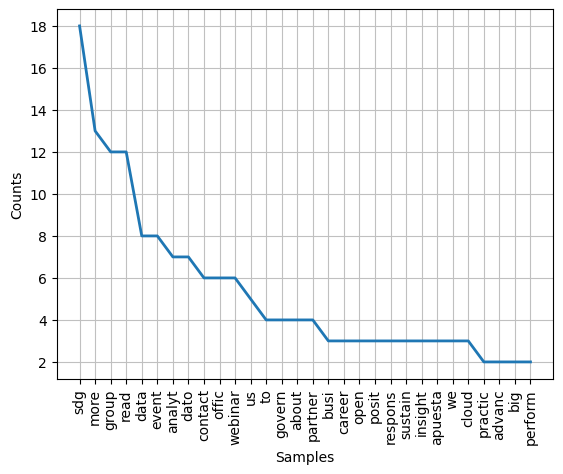 18
16
14
12
10
8
6
4
2
Counts
sdg
more
group
read
data
event
analyt
dato
contact
offic
webinar
us
to
govern
about
partner
busi
career
open
posit
respons
sustain
insight
apuesta
we
cloud
practic
advanc
big
perform
Samples